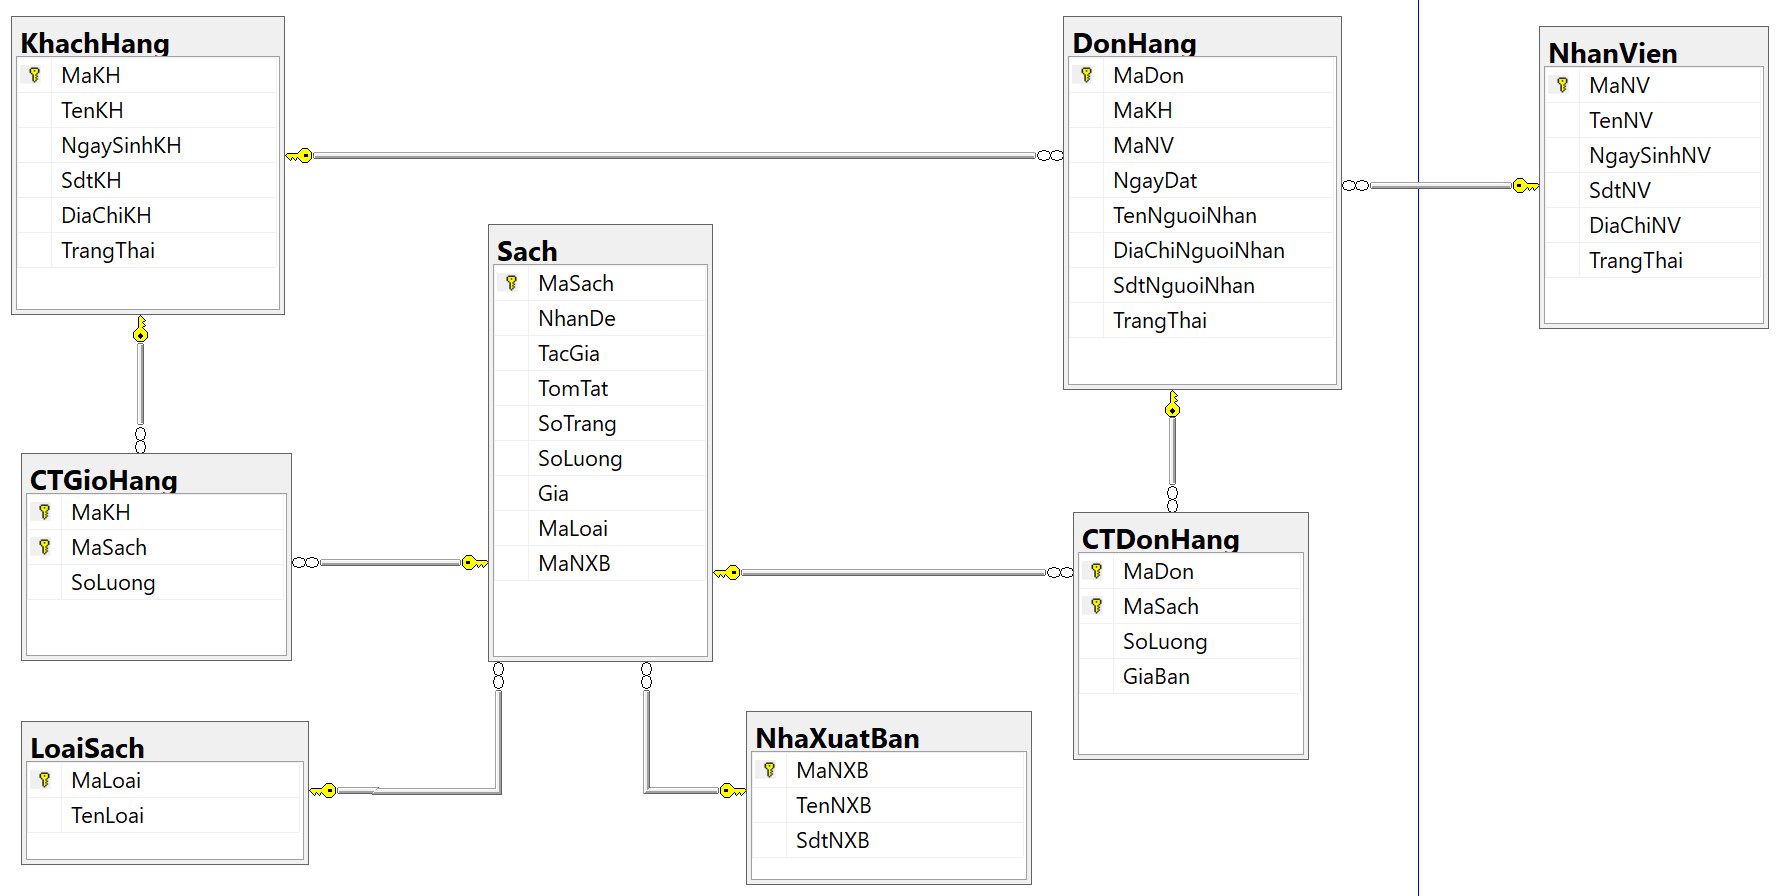 KhachHang
MaKH
TenKH
NgaySinhKH
SdtKH
DiaChiKH
TrangThai
DonHang
MaDon
MaKH
MaNV
NgayDat
TenNguoiNhan
DiaChiNguoiNhan
SdtNguoiNhan
TrangThai
NhanVien
MaNV
TenNV
NgaySinhNV
SdtNV
DiaChiNV
TrangThai
Sach
MaSach
NhanDe
TacGia
TomTat
SoTrang
SoLuong
Gia
MaLoai
MaNXB
CTGioHang
MaKH
MaSach
SoLuong
CTDonHang
MaDon
MaSach
SoLuong
GiaBan
LoaiSach
MaLoai
TenLoai
NhaXuatBan
MaNXB
TenNXB
SdtNXB